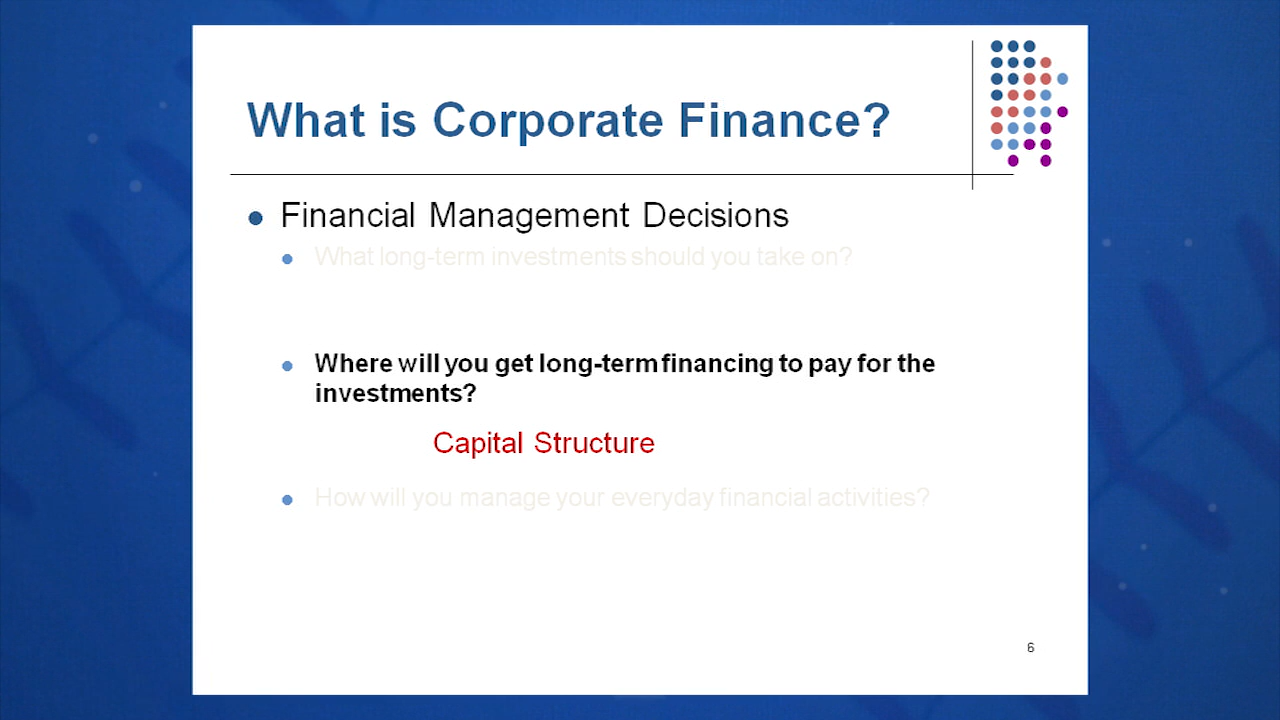 What is Corporate Finance?
Financial Management Decisions
What long-term investments should you take on?
Where will you get long-term financing to pay for the
investments?
Capital Structure
How will you manage your everyday financial activities?
6